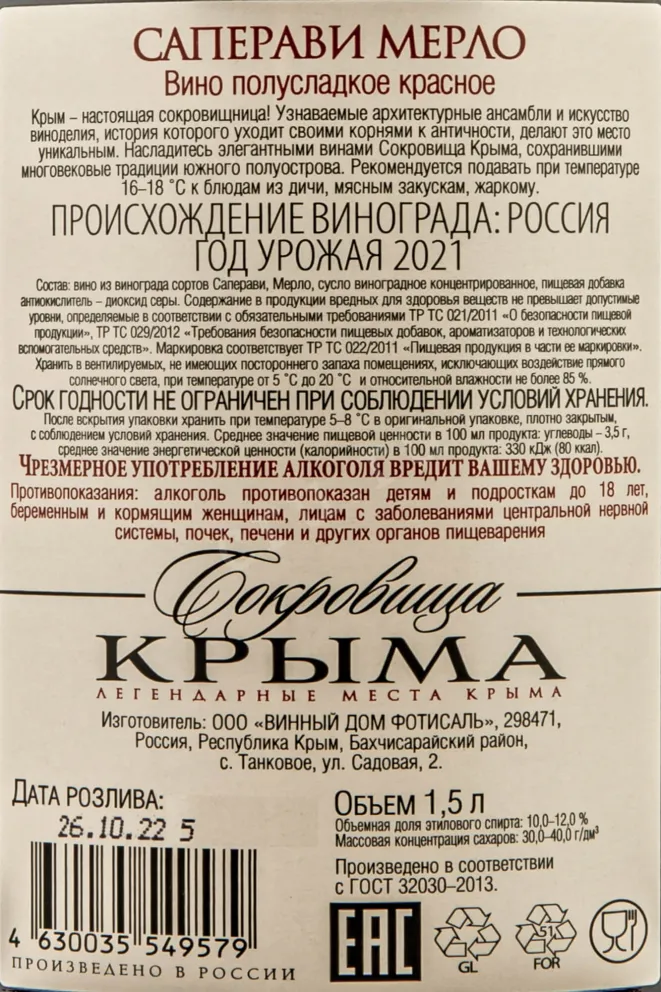 САПЕРАВИ МЕРЛО
Вино полусладкое красное
Крым – настоящая сокровищница! Узнаваемые архитектурные ансамбли и искусство
виноделия, история которого уходит своими корнями к античности, делают это место
уникальным. Насладитесь элегантными винами Сокровища Крыма, сохранившими
многовековые традиции южного полуострова. Рекомендуется подавать при температуре
16–18 °С к блюдам из дичи, мясным закускам, жаркому.
ПРОИСХОЖДЕНИЕ ВИНОГРАДА: РОССИЯ
ГОД УРОЖАЯ 2021
Состав: вино из винограда сортов Саперави, Мерло, сусло виноградное концентрированное, пищевая добавка
антиокислитель – диоксид серы. Содержание в продукции вредных для здоровья веществ не превышает допустимые
уровни, определяемые в соответствии с обязательными требованиями ТР ТС 021/2011 «О безопасности пищевой
продукции», ТР ТС 029/2012 «Требования безопасности пищевых добавок, ароматизаторов и технологических
вспомогательных средств». Маркировка соответствует ТР ТС 022/2011 «Пищевая продукция в части ее маркировки».
Хранить в вентилируемых, не имеющих постороннего запаха помещениях, исключающих воздействие прямого
солнечного света, при температуре от 5 °С до 20 °С и относительной влажности не более 85 %.
СРОК ГОДНОСТИ НЕ ОГРАНИЧЕН ПРИ СОБЛЮДЕНИИ УСЛОВИЙ ХРАНЕНИЯ.
После вскрытия упаковки хранить при температуре 5–8 °С в оригинальной упаковке, плотно закрытым,
с соблюдением условий хранения. Среднее значение пищевой ценности в 100 мл продукта: углеводы – 3,5 г,
среднее значение энергетической ценности (калорийности) в 100 мл продукта: 330 кДж (80 ккал).
ЧРЕЗМЕРНОЕ УПОТРЕБЛЕНИЕ АЛКОГОЛЯ ВРЕДИТ ВАШЕМУ ЗДОРОВЬЮ.
Противопоказания: алкоголь противопоказан детям и подросткам до 18 лет,
беременным и кормящим женщинам, лицам с заболеваниями центральной нервной
системы, почек, печени и других органов пищеварения
Сокровища
КРЫМА
ЛЕГЕНДАРНЫЕ МЕСТА КРЫМА
Изготовитель: ООО «ВИННЫЙ ДОМ ФОТИСАЛЬ», 298471,
Россия, Республика Крым, Бахчисарайский район,
с. Танковое, ул. Садовая, 2.
ДАТА РОЗЛИВА:
26.10.22 5
4 630035 549579
ПРОИЗВЕДЕНО В РОССИИ
ОБЪЕМ 1,5 Л
Объемная доля этилового спирта: 10,0–12,0 %
Массовая концентрация сахаров: 30,0–40,0 г/дм³
Произведено в соответствии
с ГОСТ 32030–2013.
EAC
GL
51
FOR